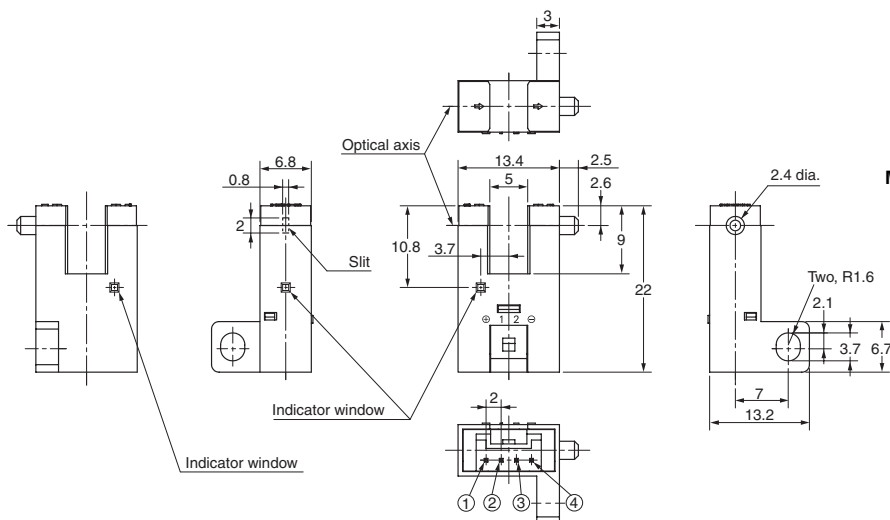 3
Optical axis
6.8
13.4
2.5
M
0.8
5
2.6
2.4 dia.
2
10.8
3.7
9
Slit
22
Two, R1.6
2.1
⊕ 1 2 ⊖
3.7
6.7
7
13.2
2
Indicator window
Indicator window
① ② ③ ④